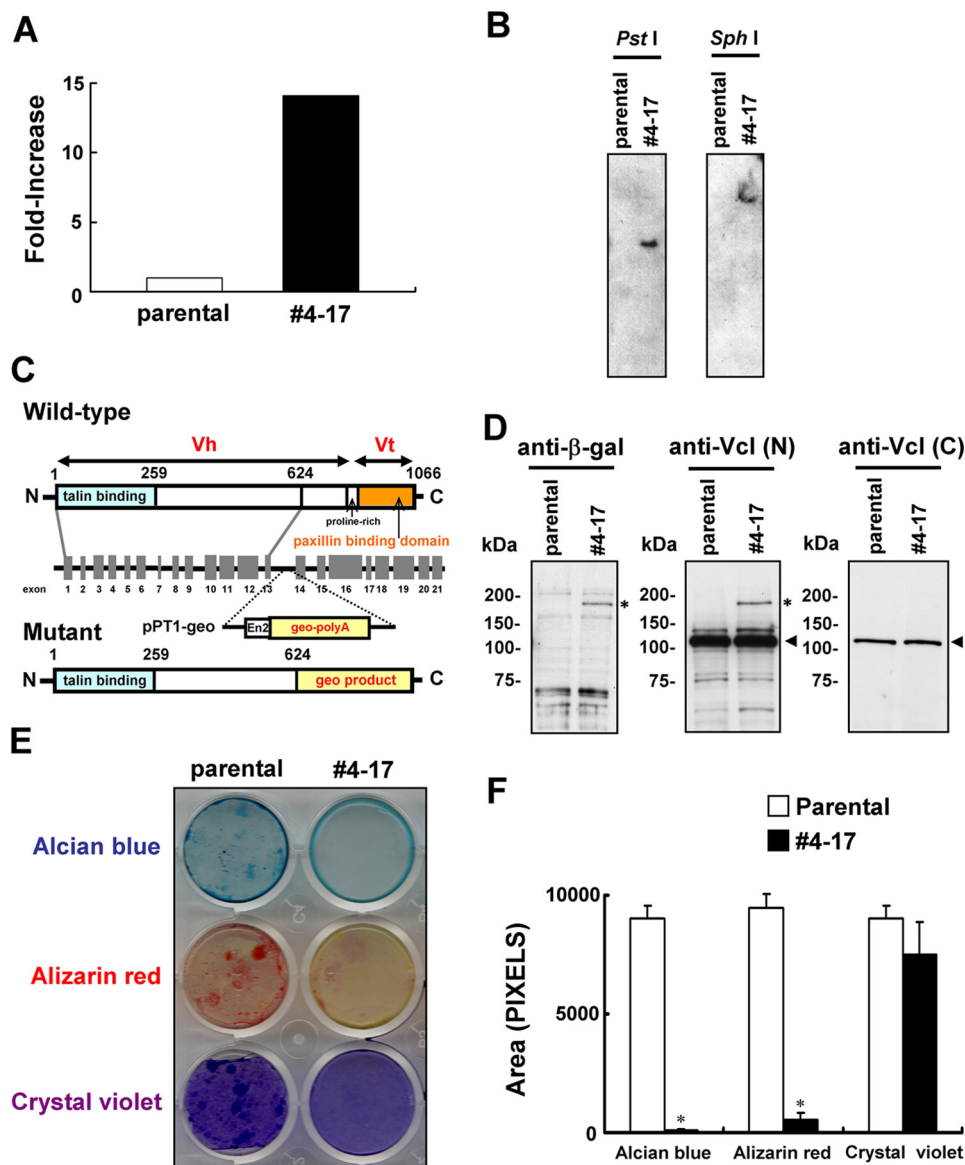 A
Fold-Increase
15
10
5
0
parental
#4-17
B
Pst I
Sph I
parental
#4-17
parental
#4-17
C
Wild-type
Vh
Vt
1
259
624
1066
N
talin binding
C
proline-rich
paxillin binding domain
exon
1 2 3 4 5 6 7 8 9 10 11 12 13 14 15 16 17 18 19 20 21
pPT1-geo
En2
geo-polyA
Mutant
1
259
624
N
talin binding
geo product
C
D
anti-β-gal
anti-Vcl (N)
anti-Vcl (C)
kDa
parental
#4-17
kDa
parental
#4-17
kDa
parental
#4-17
200-
150-
100-
75-
*
200-
150-
100-
75-
*
200-
150-
100-
75-
E
parental
#4-17
Alcian blue
Alizarin red
Crystal violet
F
Parental
#4-17
Area (PIXELS)
10000
5000
0
*
*
Alcian blue
Alizarin red
Crystal violet